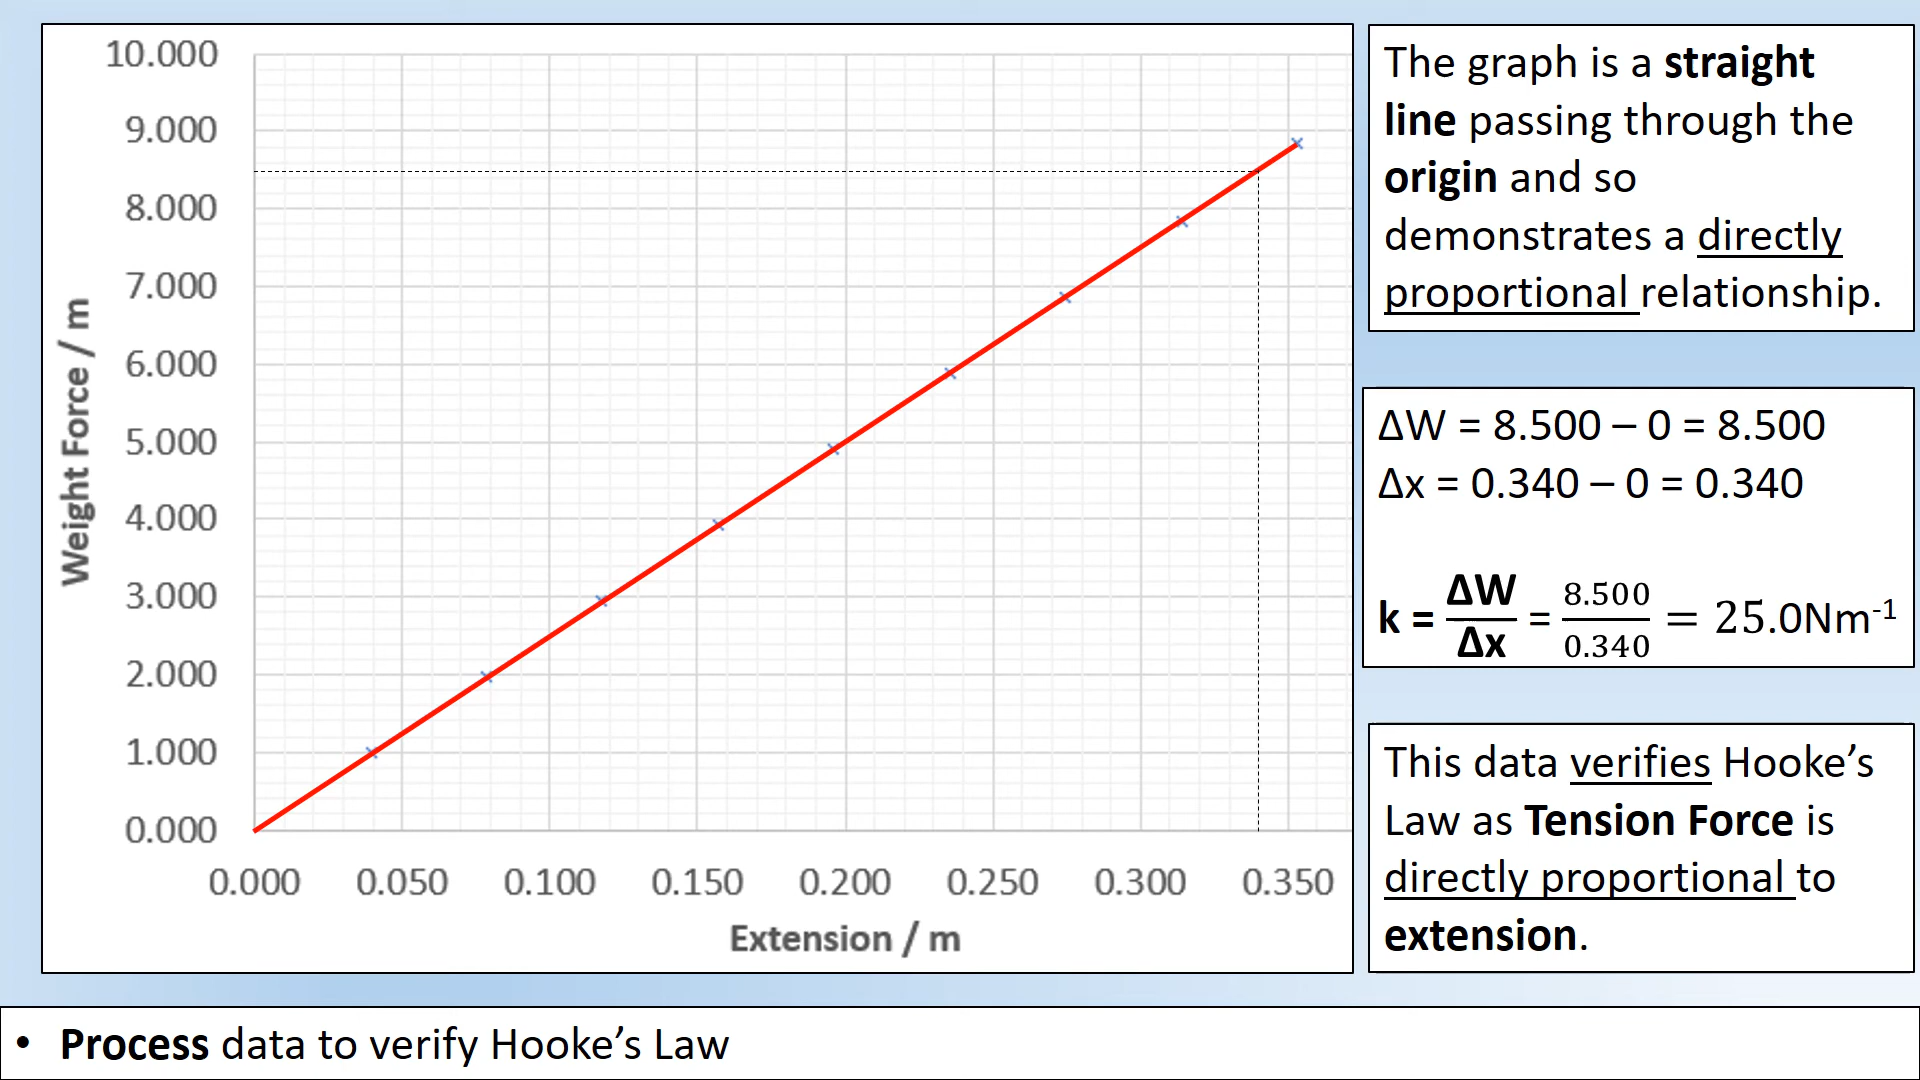 10.000
9.000
8.000
7.000
6.000
5.000
4.000
3.000
2.000
1.000
0.000
Weight Force / m
0.000 0.050 0.100 0.150 0.200 0.250 0.300 0.350
Extension / m
The graph is a straight
line passing through the
origin and so
demonstrates a directly
proportional relationship.
ΔW = 8.500 – 0 = 8.500
Δx = 0.340 – 0 = 0.340
k = ΔW/Δx = 8.500/0.340 = 25.0Nm⁻¹
This data verifies Hooke’s
Law as Tension Force is
directly proportional to
extension.
• Process data to verify Hooke’s Law